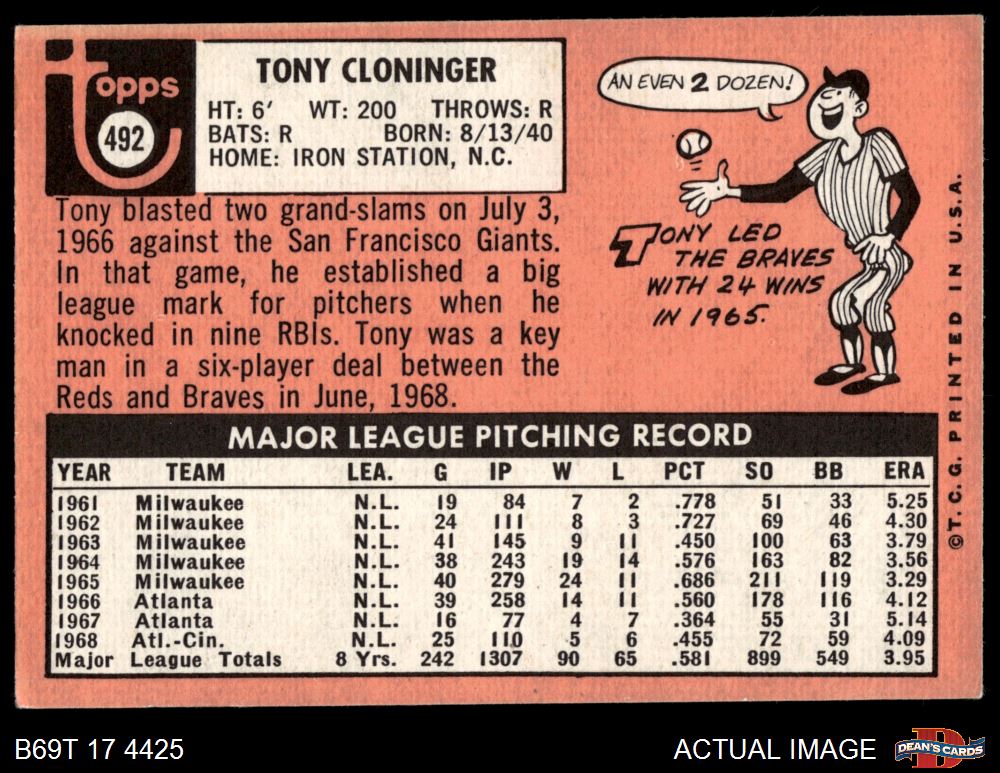 topps
492
TONY CLONINGER
HT: 6' WT: 200 THROWS: R
BATS: R BORN: 8/13/40
HOME: IRON STATION, N.C.
Tony blasted two grand-slams on July 3,
1966 against the San Francisco Giants.
In that game, he established a big
league mark for pitchers when he
knocked in nine RBIs. Tony was a key
man in a six-player deal between the
Reds and Braves in June, 1968.
AN EVEN 2 DOZEN!
TONY LED
THE BRAVES
WITH 24 WINS
IN 1965.
©T.C.G. PRINTED IN U.S.A.
MAJOR LEAGUE PITCHING RECORD
YEAR TEAM LEA. G IP W L PCT SO BB ERA
1961 Milwaukee N.L. 19 84 7 2 .778 51 33 5.25
1962 Milwaukee N.L. 24 111 8 3 .727 69 46 4.30
1963 Milwaukee N.L. 41 145 9 11 .450 100 63 3.79
1964 Milwaukee N.L. 38 243 19 14 .576 163 82 3.56
1965 Milwaukee N.L. 40 279 24 11 .686 211 119 3.29
1966 Atlanta N.L. 39 258 14 11 .560 178 116 4.12
1967 Atlanta N.L. 16 77 4 7 .364 55 31 5.14
1968 Atl.-Cin. N.L. 25 110 5 6 .455 72 59 4.09
Major League Totals 8 Yrs. 242 1307 90 65 .581 899 549 3.95
B69T 17 4425
ACTUAL IMAGE
D
DEAN'S CARDS